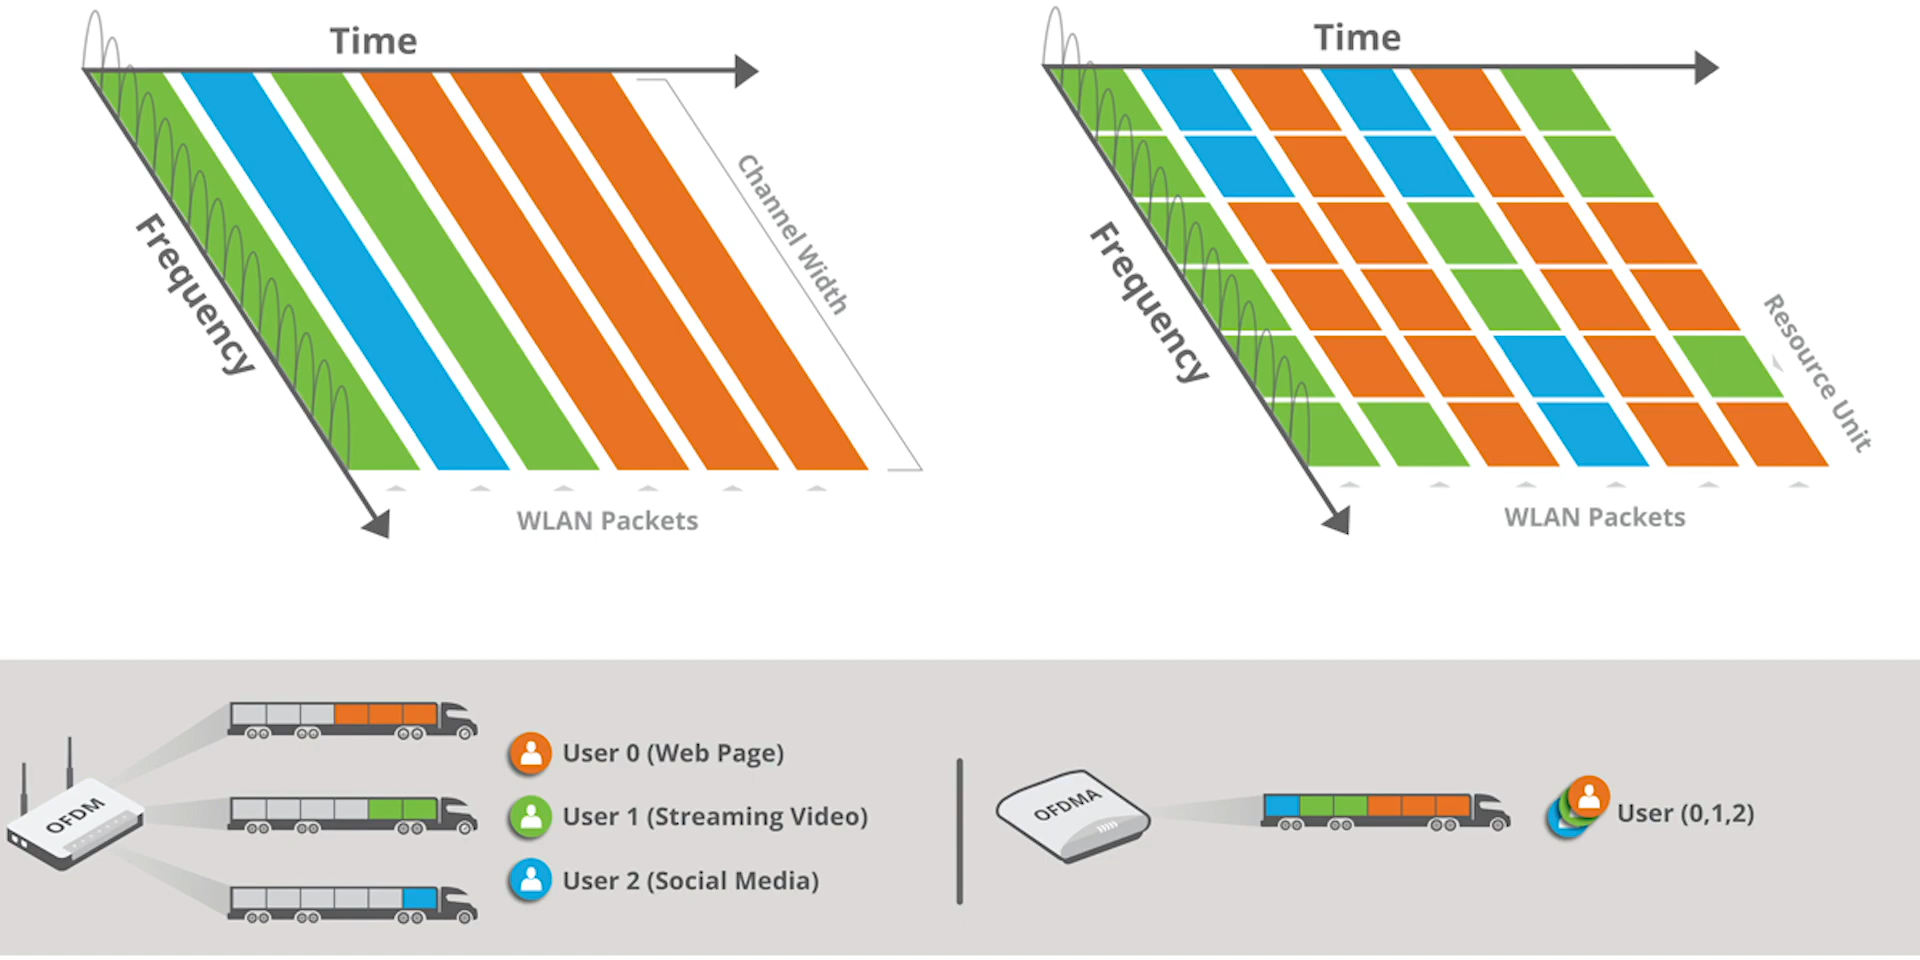 Time
Frequency
Channel Width
WLAN Packets
Time
Frequency
Resource Unit
WLAN Packets
OFDM
User 0 (Web Page)
User 1 (Streaming Video)
User 2 (Social Media)
OFDMA
User (0,1,2)